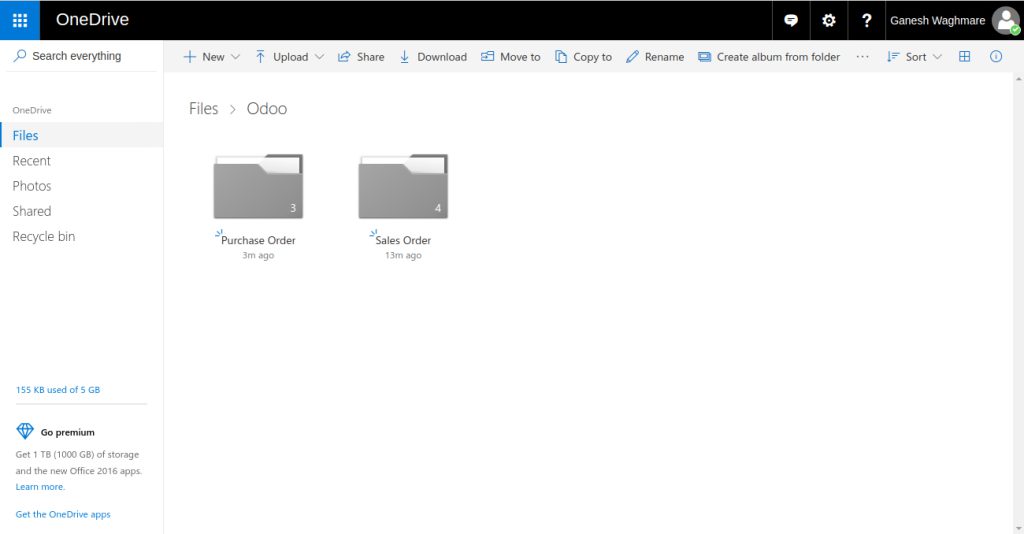 OneDrive
Ganesh Waghmare
Search everything
New
Upload
Share
Download
Move to
Copy to
Rename
Create album from folder
Sort
OneDrive
Files
Recent
Photos
Shared
Recycle bin
Files > Odoo
3
Purchase Order
3m ago
4
Sales Order
13m ago
155 KB used of 5 GB
Go premium
Get 1 TB (1000 GB) of storage
and the new Office 2016 apps.
Learn more.
Get the OneDrive apps